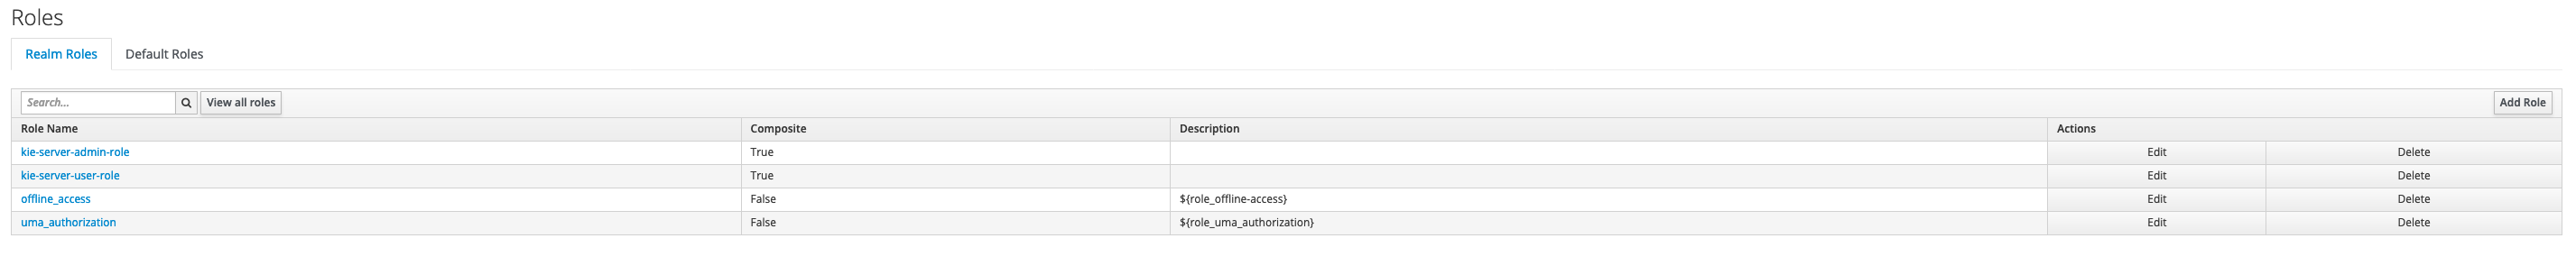 Roles
Realm Roles Default Roles
Search... View all roles Add Role
Role Name Composite Description Actions
kie-server-admin-role True Edit Delete
kie-server-user-role True Edit Delete
offline_access False ${role_offline-access} Edit Delete
uma_authorization False ${role_uma_authorization} Edit Delete